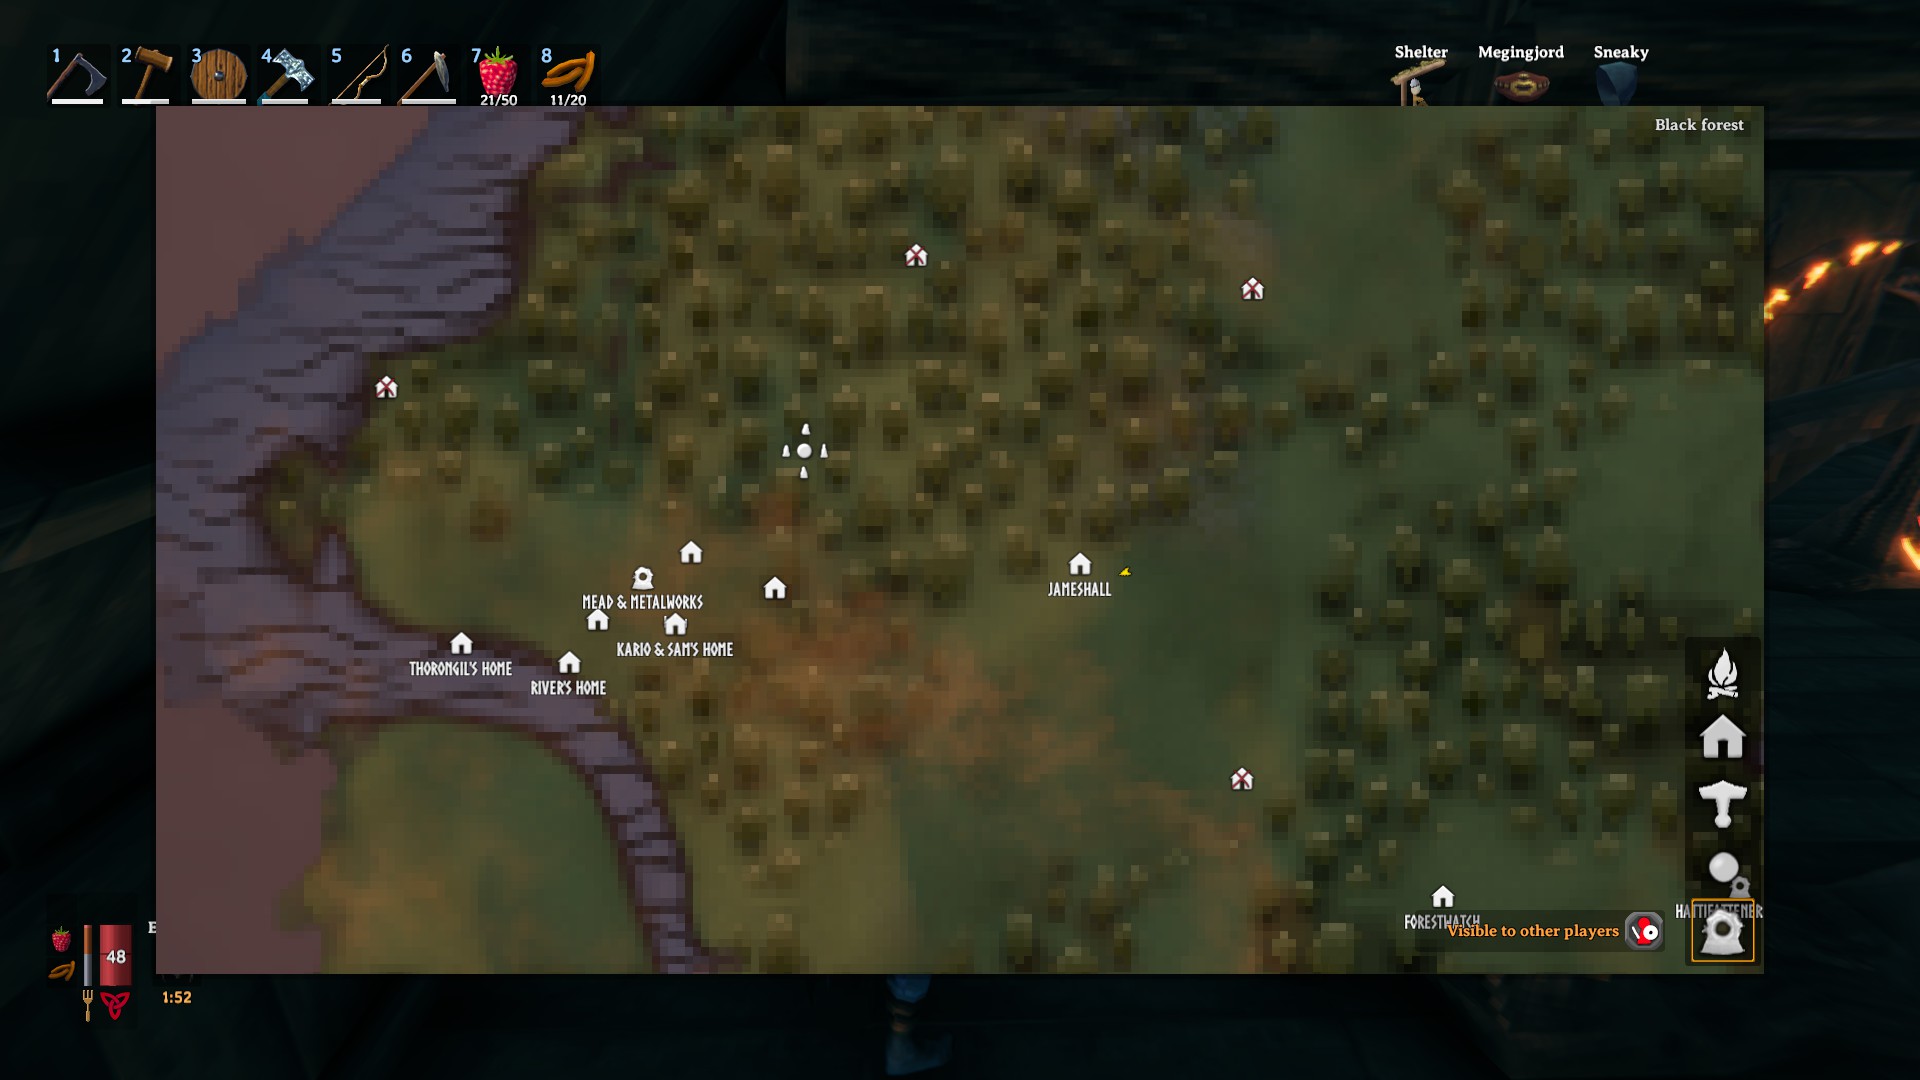 1 2 3 4 5 6 7 8
21/50 11/20
Shelter Megingjord Sneaky
Black forest
JAMESHALL
MEAD & METALWORKS
KARIO & SAM'S HOME
THORONGIL'S HOME
RIVER'S HOME
FORESTWATCH
Visible to other players
48
1:52